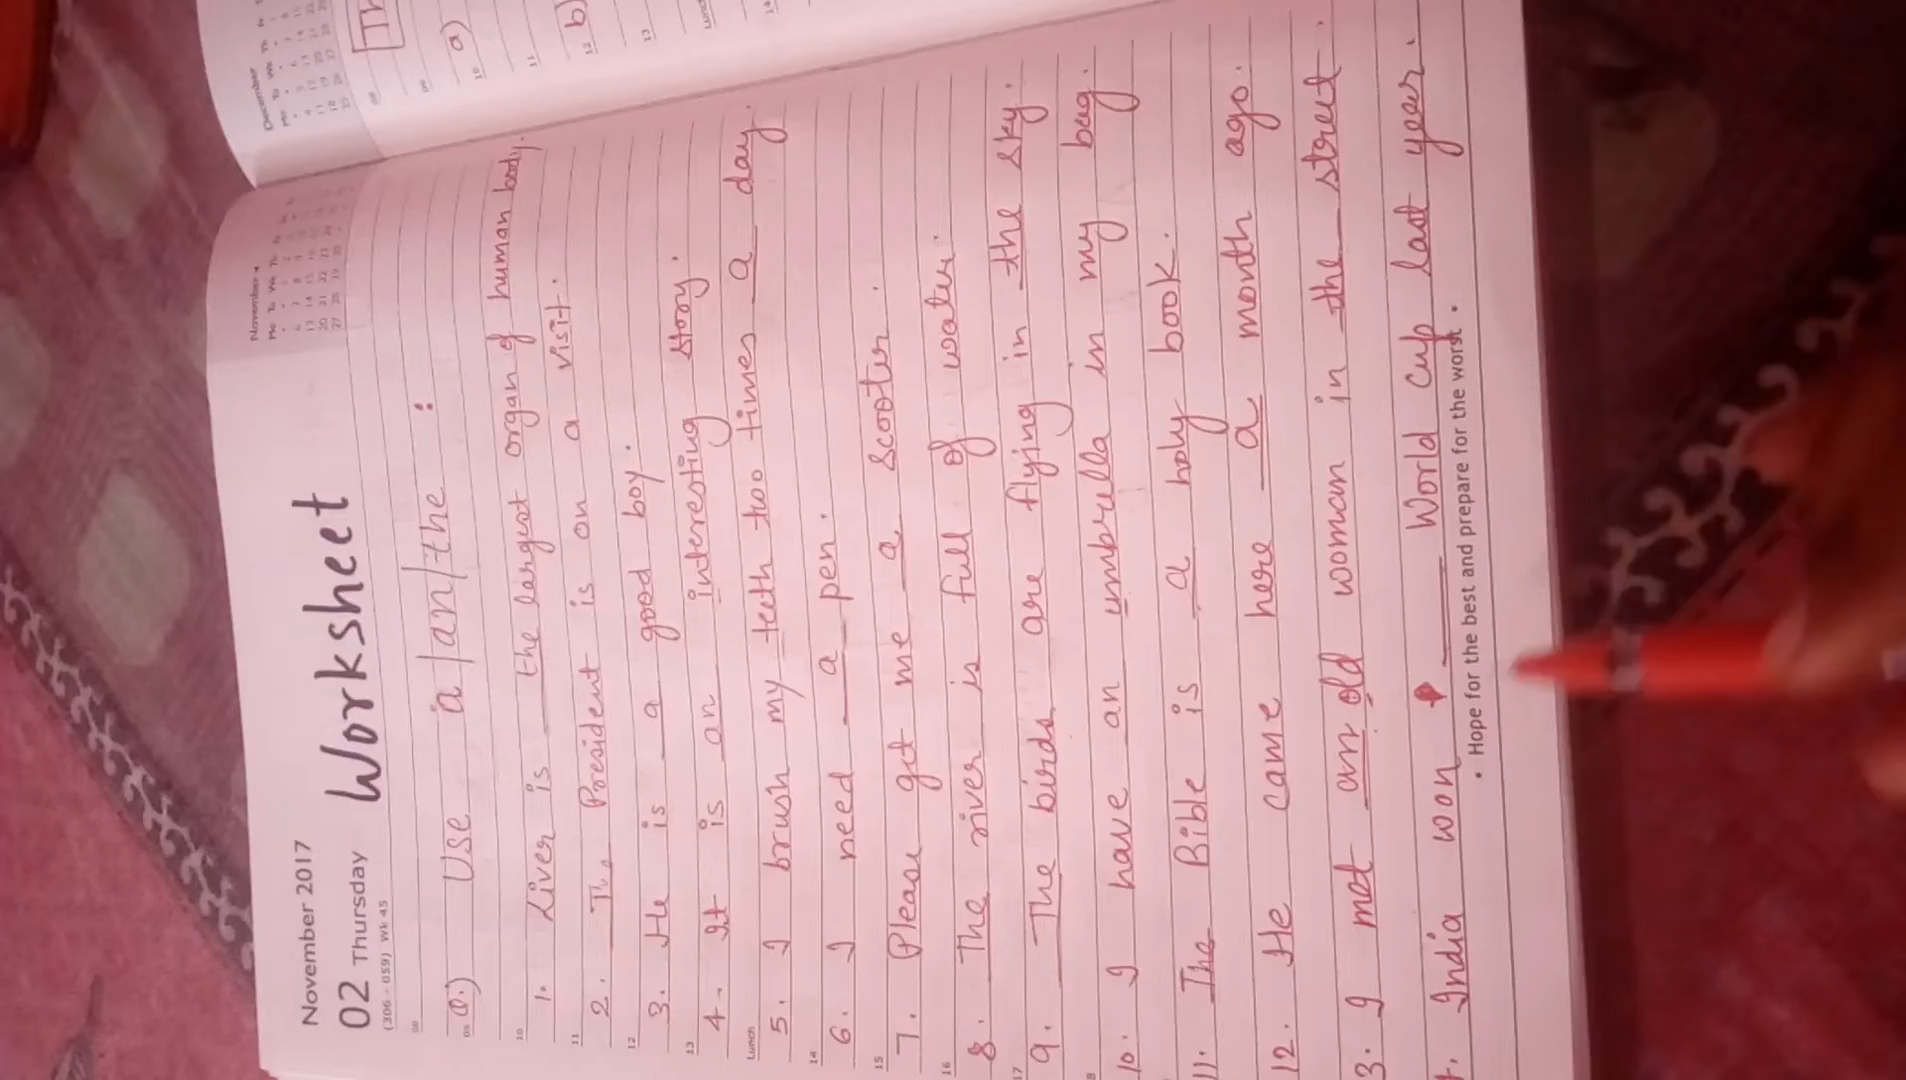 November 2017
02 Thursday
(306 - 059) Wk 45
Worksheet
November
December
a.) Use a/an/the :
1. Liver is the largest organ of human body.
2. The President is on a visit.
3. He is a good boy.
4. It is an interesting story.
5. I brush my teeth two times a day.
6. I need a pen.
7. Please get me a scooter.
8. The river is full of water.
9. The birds are flying in the sky.
10. I have an umbrella in my bag.
11. The Bible is a holy book.
12. He came here a month ago.
3. I met an old woman in the street.
India won ____ World Cup last year.
• Hope for the best and prepare for the worst •
a)
b)
Lunch